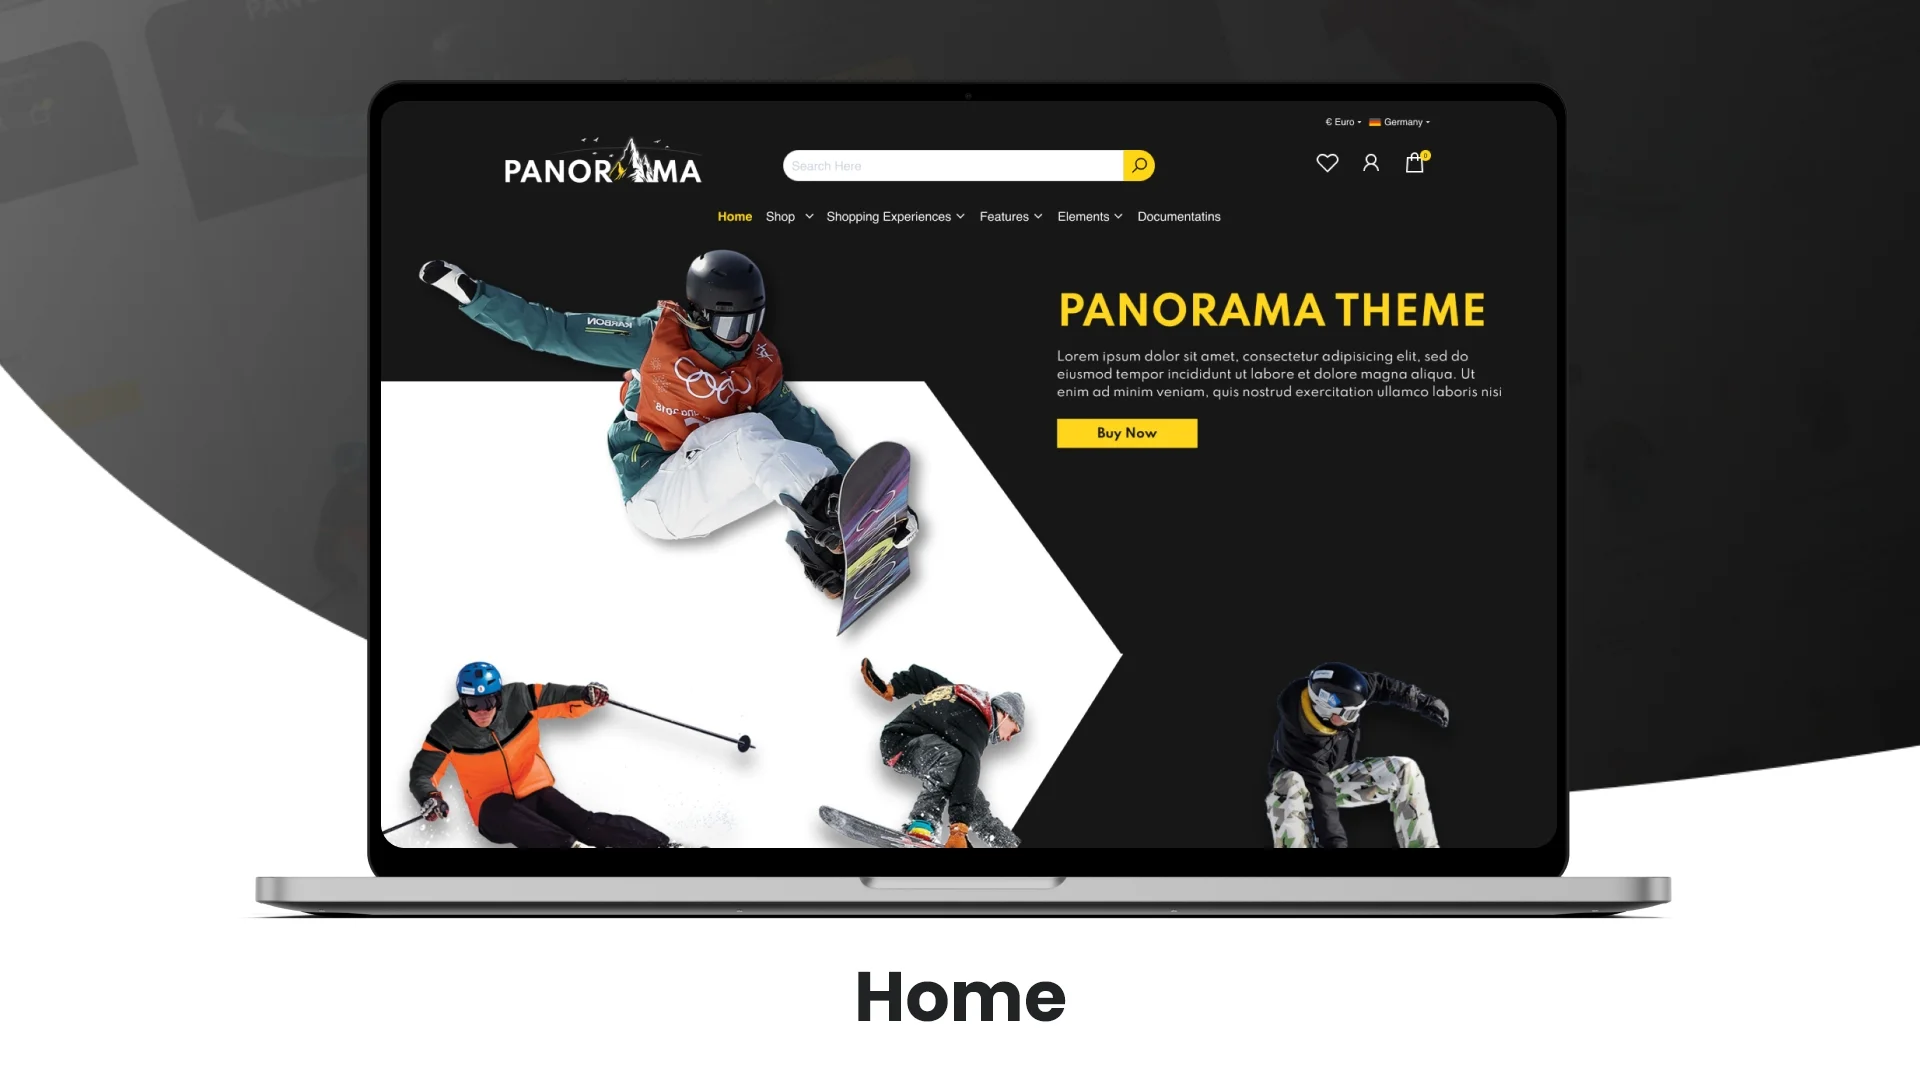 € Euro Germany
PANORAMA
Search Here
0
Home Shop Shopping Experiences Features Elements Documentatins
KARBON
PANORAMA THEME
Lorem ipsum dolor sit amet, consectetur adipisicing elit, sed do
eiusmod tempor incididunt ut labore et dolore magna aliqua. Ut
enim ad minim veniam, quis nostrud exercitation ullamco laboris nisi
Buy Now
Home